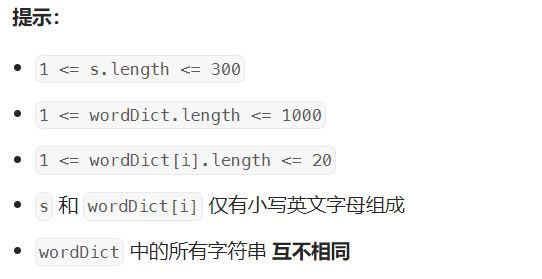 提示：
1 <= s.length <= 300
1 <= wordDict.length <= 1000
1 <= wordDict[i].length <= 20
s 和 wordDict[i] 仅有小写英文字母组成
wordDict 中的所有字符串 互不相同